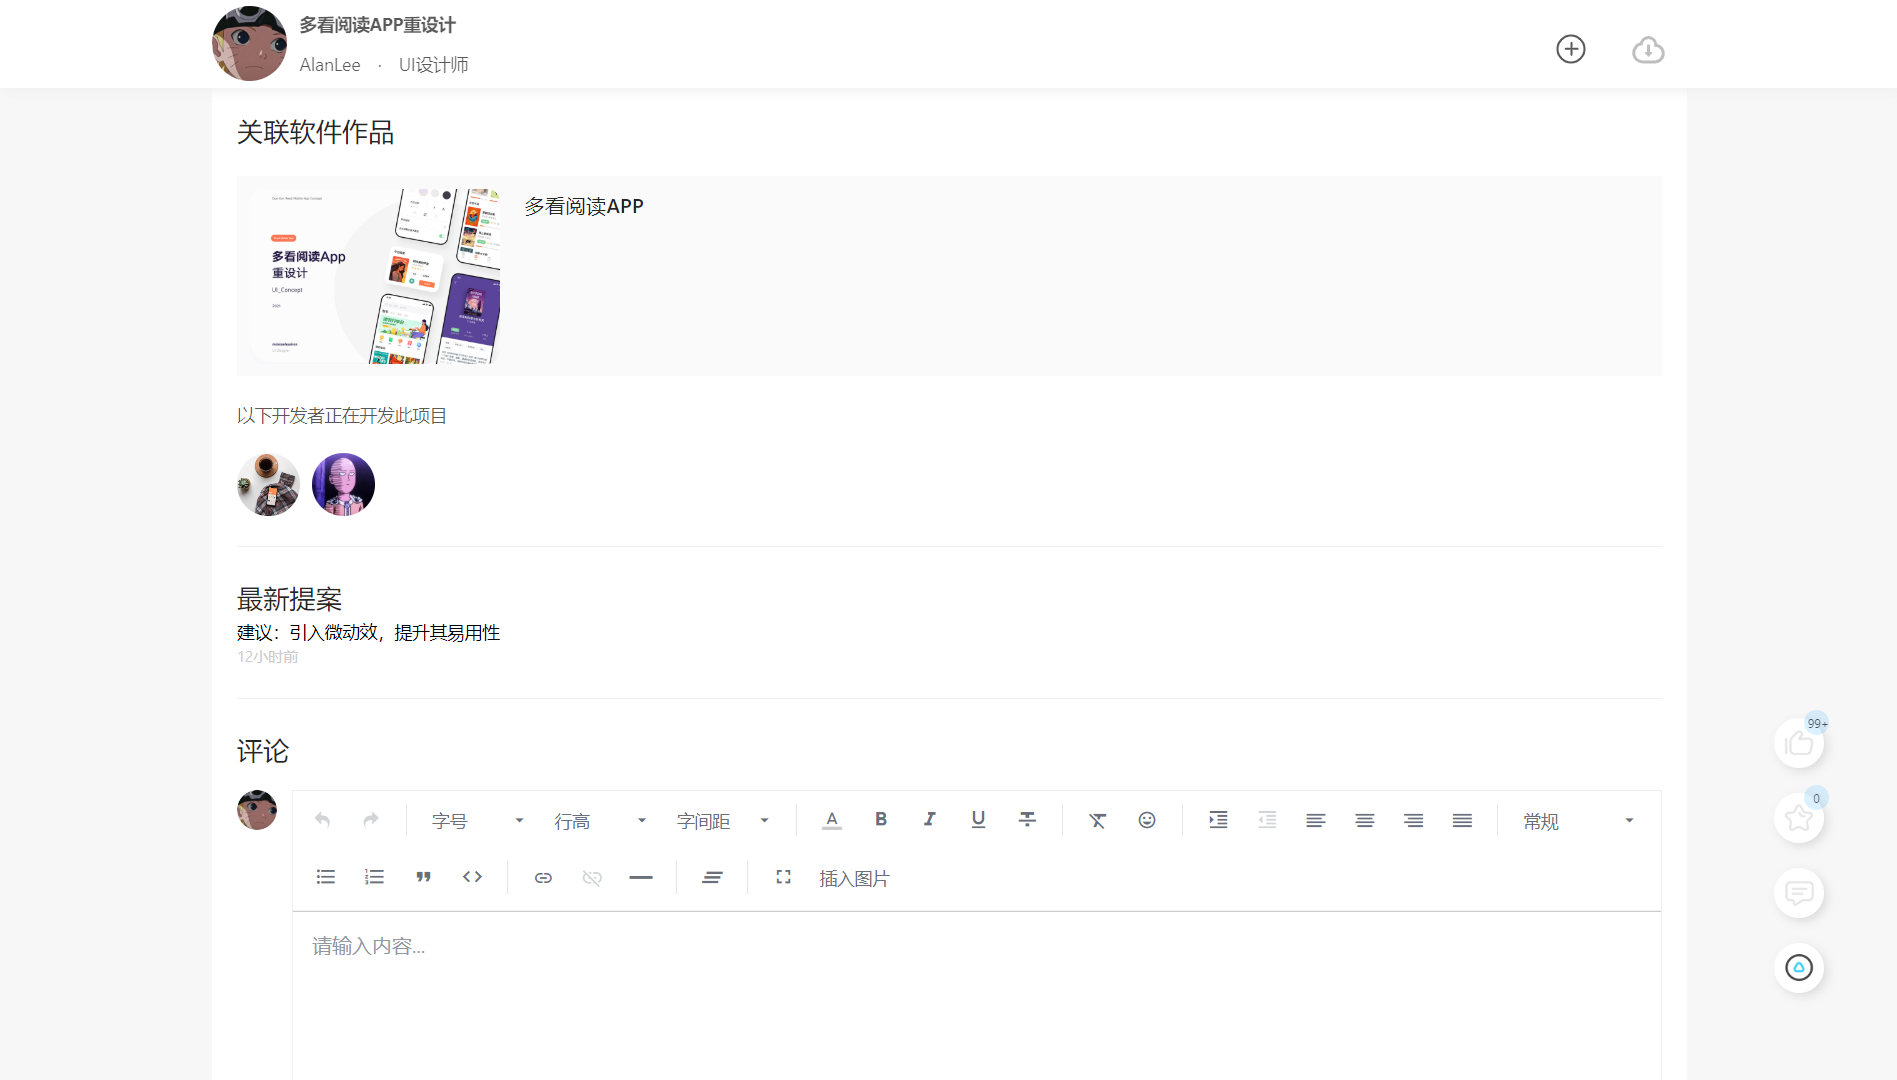 多看阅读APP重设计
AlanLee · UI设计师
关联软件作品
多看阅读App
重设计
UI_Concept
2021
多看阅读APP
以下开发者正在开发此项目
最新提案
建议：引入微动效，提升其易用性
12小时前
评论
字号 行高 字间距 常规
插入图片
请输入内容...
99+
0